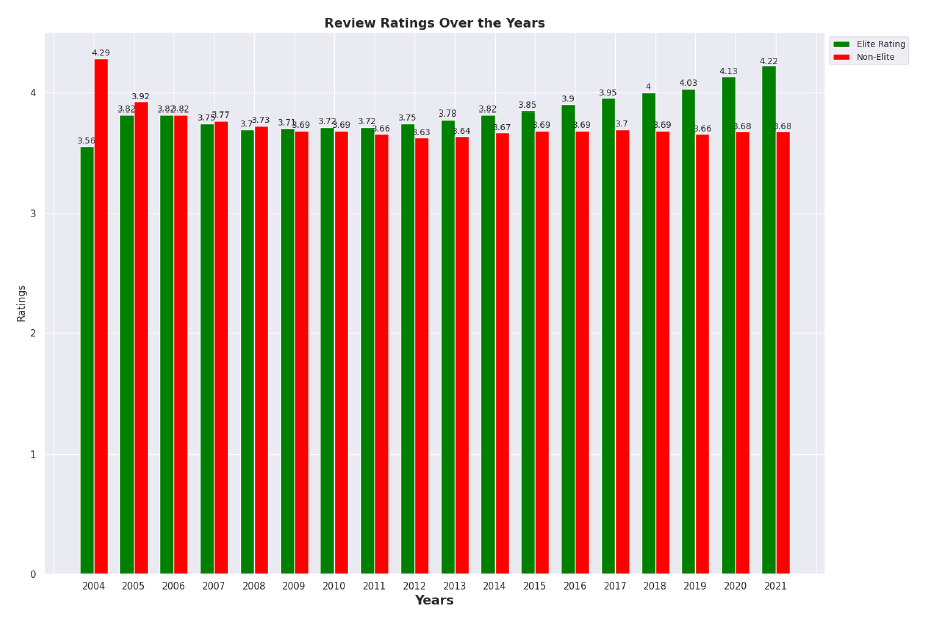 Review Ratings Over the Years
Elite Rating
Non-Elite
Ratings
4
3
2
1
0
3.56 4.29 3.82 3.92 3.82 3.82 3.75 3.77 3.7 3.73 3.71 3.69 3.72 3.69 3.72 3.66 3.75 3.63 3.78 3.64 3.82 3.67 3.85 3.69 3.9 3.69 3.95 3.7 4 3.69 4.03 3.66 4.13 3.68 4.22 3.68
2004 2005 2006 2007 2008 2009 2010 2011 2012 2013 2014 2015 2016 2017 2018 2019 2020 2021
Years